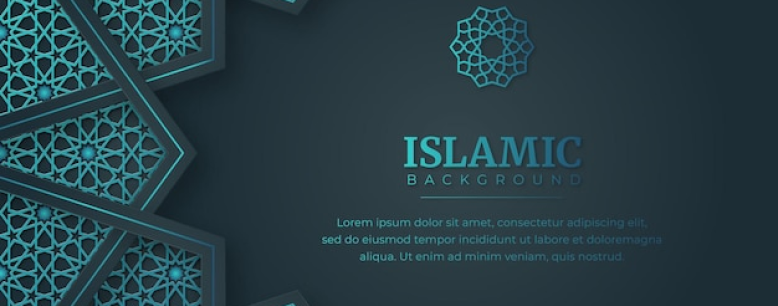 ISLAMIC
BACKGROUND
Lorem ipsum dolor sit amet, consectetur adipiscing elit,
sed do eiusmod tempor incididunt ut labore et doloremagna
aliqua. Ut enim ad minim veniam, quis nostrud.